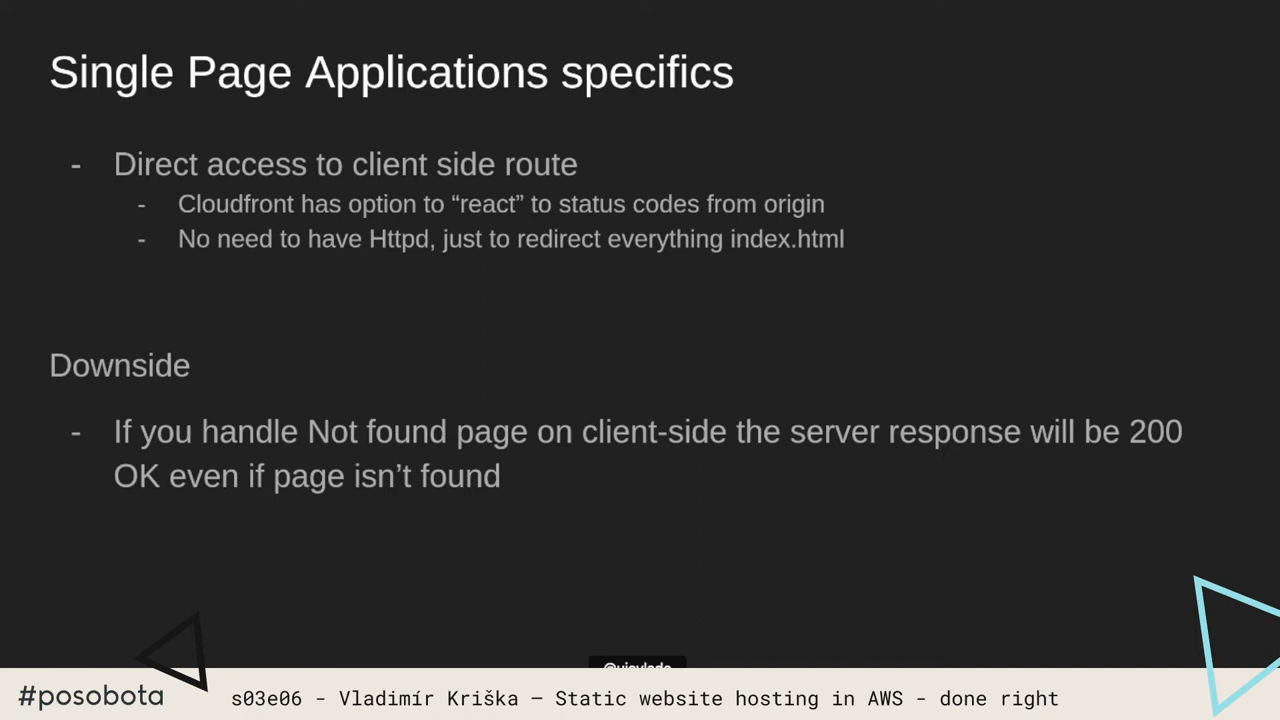 Single Page Applications specifics
- Direct access to client side route
- Cloudfront has option to “react” to status codes from origin
- No need to have Httpd, just to redirect everything index.html
Downside
- If you handle Not found page on client-side the server response will be 200
OK even if page isn’t found
#posobota
s03e06 - Vladimír Kriška – Static website hosting in AWS - done right